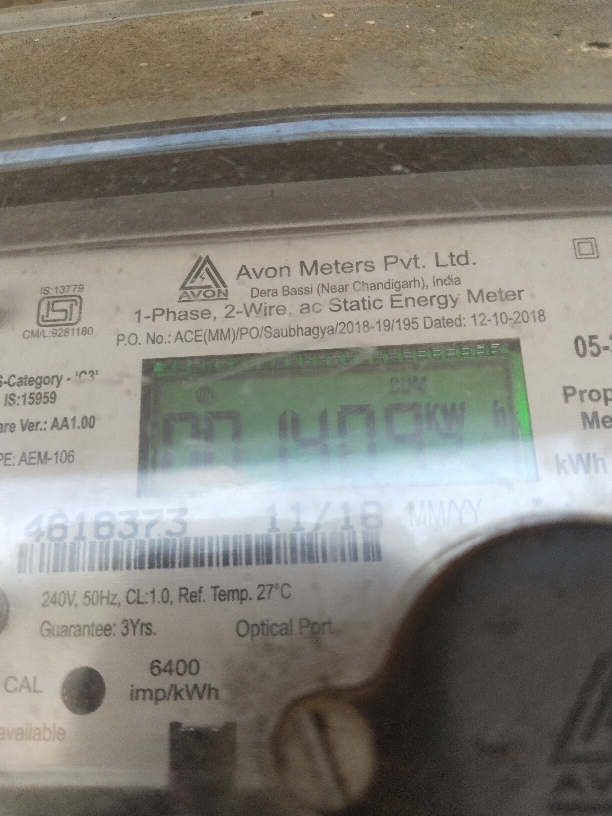 IS:13779
ISI
CM/L:9281180
AVON
Avon Meters Pvt. Ltd.
Dera Bassi (Near Chandigarh), India
1-Phase, 2-Wire, ac Static Energy Meter
P.O. No.: ACE(MM)/PO/Saubhagya/2018-19/195 Dated: 12-10-2018
-Category - 'C3'
IS:15959
are Ver.: AA1.00
PE: AEM-106
05-
Prop
Me
kWh
CUM
KW h
4616373 11/18 MM/YY
240V, 50Hz, CL:1.0, Ref. Temp. 27°C
Guarantee: 3Yrs. Optical Port
CAL
6400
imp/kWh
available